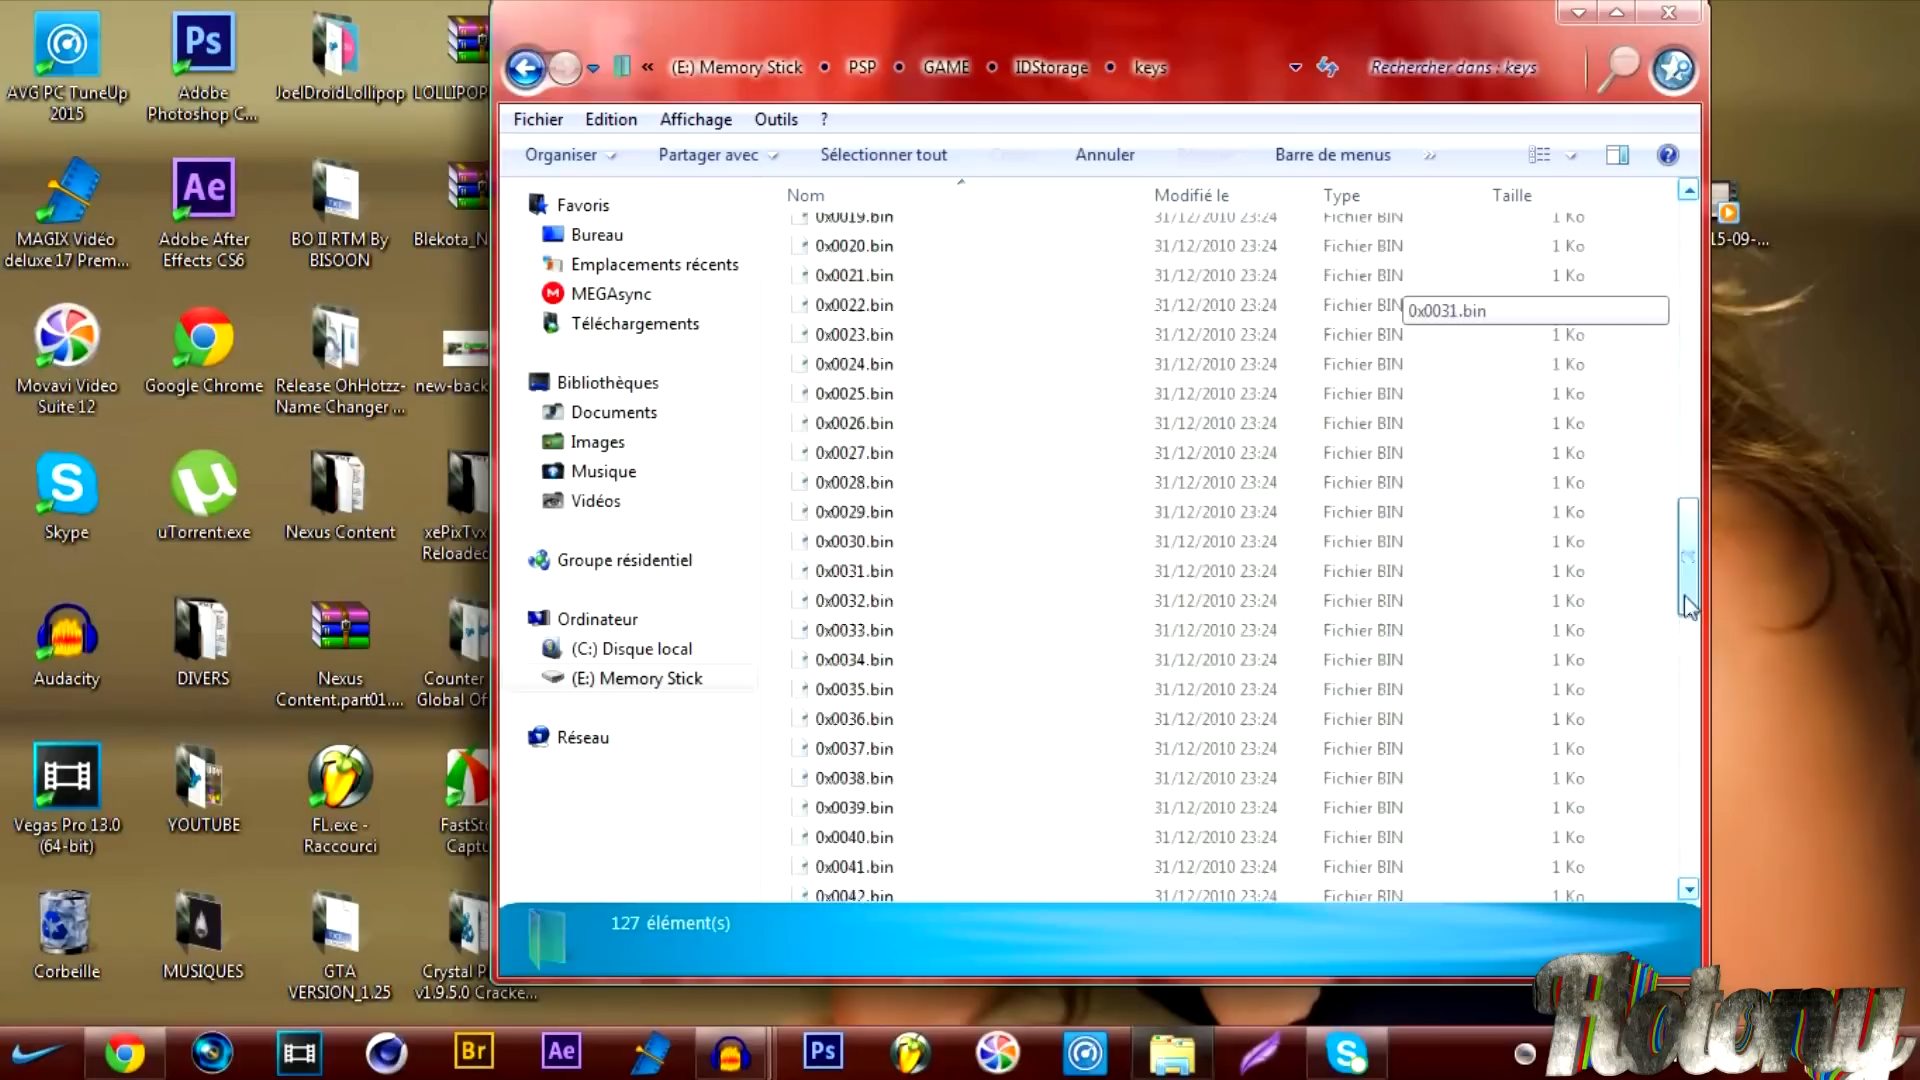 AVG PC TuneUp
2015
Adobe
Photoshop C...
JoelDroidLollipop
LOLLIPOP
MAGIX Vidéo
deluxe 17 Prem...
Adobe After
Effects CS6
BO II RTM By
BISOON
Blekota_N
Movavi Video
Suite 12
Google Chrome
Release OhHotzz-
Name Changer ...
new-back
Skype
uTorrent.exe
Nexus Content
xePixTvx
Reloaded
Audacity
DIVERS
Nexus
Content.part01....
Counter
Global Of
Vegas Pro 13.0
(64-bit)
YOUTUBE
FL.exe -
Raccourci
FastSto
Captu
Corbeille
MUSIQUES
GTA
VERSION_1.25
Crystal P
v1.9.5.0 Cracke...
15-09-...
« (E:) Memory Stick • PSP • GAME • IDStorage • keys
Rechercher dans : keys
Fichier Edition Affichage Outils ?
Organiser Partager avec Sélectionner tout Annuler Barre de menus »
Favoris
Bureau
Emplacements récents
MEGAsync
Téléchargements
Bibliothèques
Documents
Images
Musique
Vidéos
Groupe résidentiel
Ordinateur
(C:) Disque local
(E:) Memory Stick
Réseau
Nom Modifié le Type Taille
0x0019.bin 31/12/2010 23:24 Fichier BIN 1 Ko
0x0020.bin 31/12/2010 23:24 Fichier BIN 1 Ko
0x0021.bin 31/12/2010 23:24 Fichier BIN 1 Ko
0x0022.bin 31/12/2010 23:24 Fichier BIN
0x0031.bin
0x0023.bin 31/12/2010 23:24 Fichier BIN 1 Ko
0x0024.bin 31/12/2010 23:24 Fichier BIN 1 Ko
0x0025.bin 31/12/2010 23:24 Fichier BIN 1 Ko
0x0026.bin 31/12/2010 23:24 Fichier BIN 1 Ko
0x0027.bin 31/12/2010 23:24 Fichier BIN 1 Ko
0x0028.bin 31/12/2010 23:24 Fichier BIN 1 Ko
0x0029.bin 31/12/2010 23:24 Fichier BIN 1 Ko
0x0030.bin 31/12/2010 23:24 Fichier BIN 1 Ko
0x0031.bin 31/12/2010 23:24 Fichier BIN 1 Ko
0x0032.bin 31/12/2010 23:24 Fichier BIN 1 Ko
0x0033.bin 31/12/2010 23:24 Fichier BIN 1 Ko
0x0034.bin 31/12/2010 23:24 Fichier BIN 1 Ko
0x0035.bin 31/12/2010 23:24 Fichier BIN 1 Ko
0x0036.bin 31/12/2010 23:24 Fichier BIN 1 Ko
0x0037.bin 31/12/2010 23:24 Fichier BIN 1 Ko
0x0038.bin 31/12/2010 23:24 Fichier BIN 1 Ko
0x0039.bin 31/12/2010 23:24 Fichier BIN 1 Ko
0x0040.bin 31/12/2010 23:24 Fichier BIN 1 Ko
0x0041.bin 31/12/2010 23:24 Fichier BIN 1 Ko
0x0042.bin 31/12/2010 23:24 Fichier BIN 1 Ko
127 élément(s)
Rotomy
Br
Ae
Ps